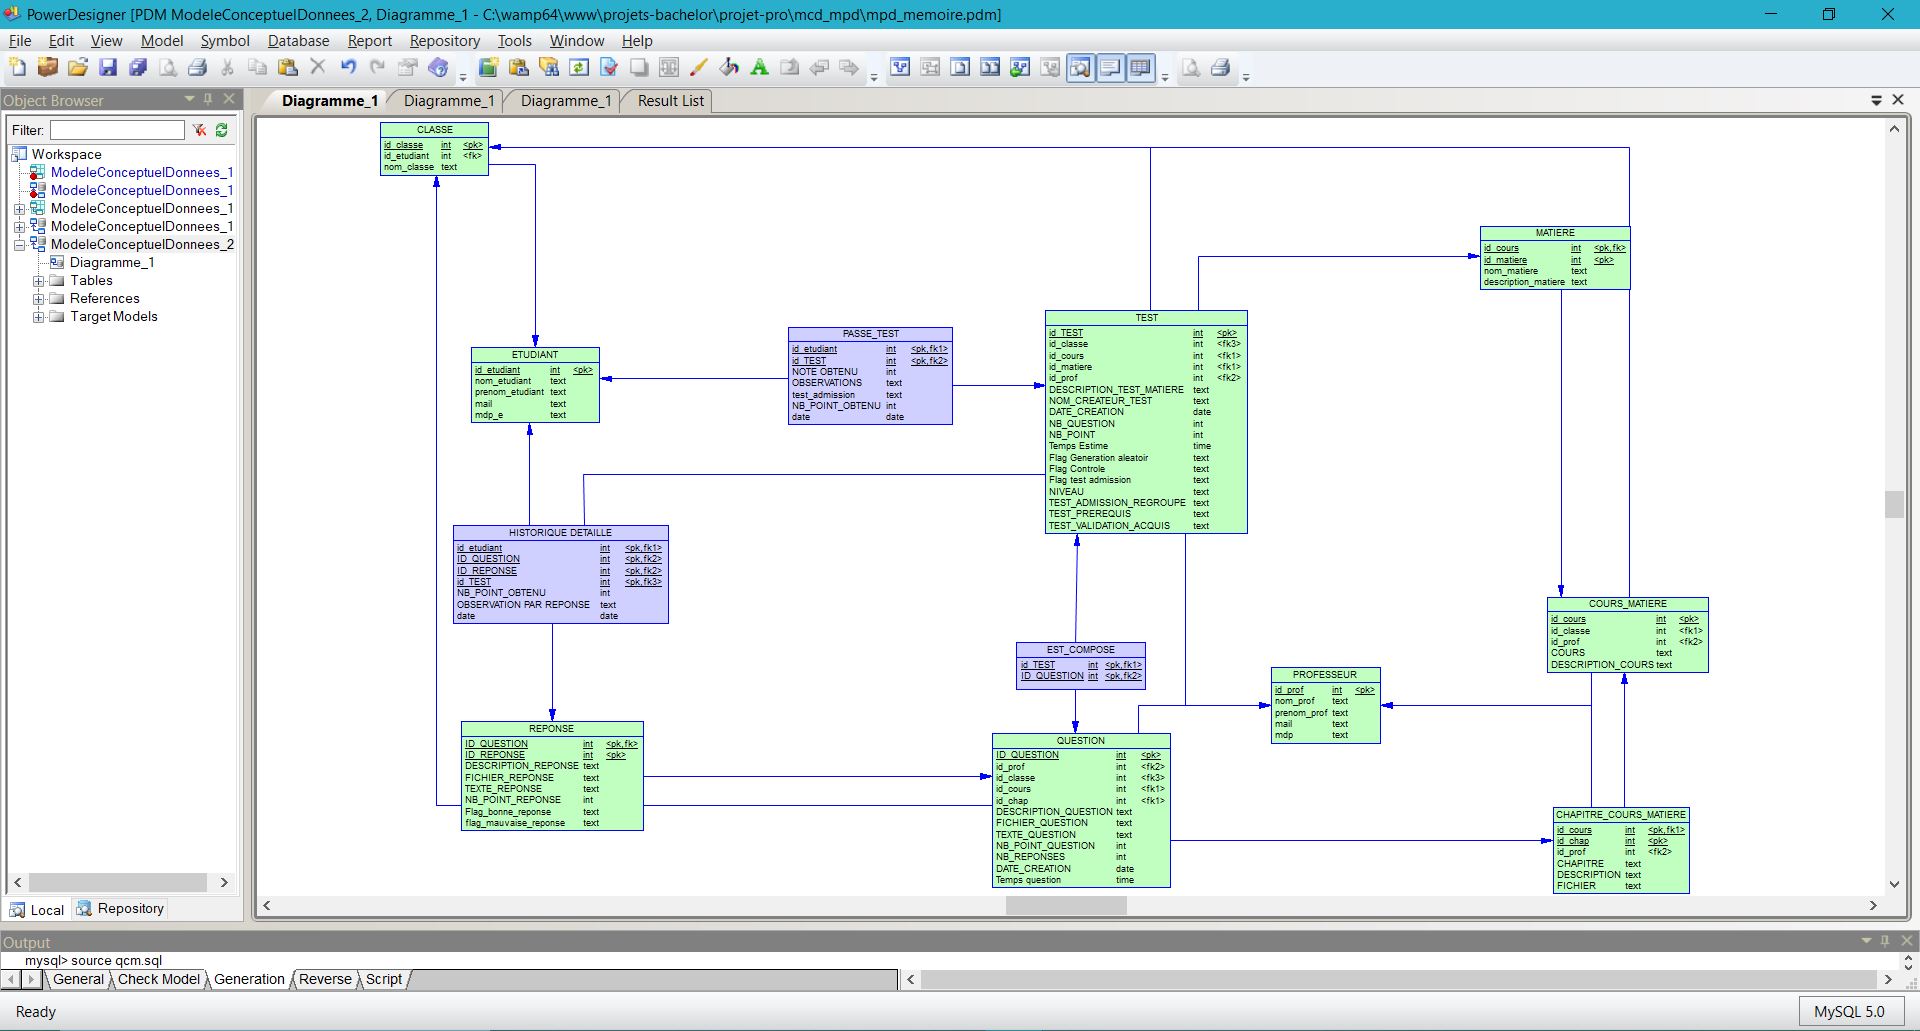 PowerDesigner [PDM ModeleConceptuelDonnees_2, Diagramme_1 - C:\wamp64\www\projets-bachelor\projet-pro\mcd_mpd\mpd_memoire.pdm]
File Edit View Model Symbol Database Report Repository Tools Window Help
Object Browser
Filter:
Workspace
ModeleConceptuelDonnees_1
ModeleConceptuelDonnees_1
ModeleConceptuelDonnees_1
ModeleConceptuelDonnees_1
ModeleConceptuelDonnees_2
Diagramme_1
Tables
References
Target Models
Local Repository
Diagramme_1 Diagramme_1 Diagramme_1 Result List
CLASSE
id_classe int <pk>
id_etudiant int <fk>
nom_classe text
MATIERE
id_cours int <pk,fk>
id_matiere int <pk>
nom_matiere text
description_matiere text
TEST
id_TEST int <pk>
id_classe int <fk3>
id_cours int <fk1>
id_matiere int <fk1>
id_prof int <fk2>
DESCRIPTION_TEST_MATIERE text
NOM_CREATEUR_TEST text
DATE_CREATION date
NB_QUESTION int
NB_POINT int
Temps Estime time
Flag Generation aleatoir text
Flag Controle text
Flag test admission text
NIVEAU text
TEST_ADMISSION_REGROUPE text
TEST_PREREQUIS text
TEST_VALIDATION_ACQUIS text
PASSE_TEST
id_etudiant int <pk,fk1>
id_TEST int <pk,fk2>
NOTE OBTENU int
OBSERVATIONS text
test_admission text
NB_POINT_OBTENU int
date date
ETUDIANT
id_etudiant int <pk>
nom_etudiant text
prenom_etudiant text
mail text
mdp_e text
HISTORIQUE DETAILLE
id_etudiant int <pk,fk1>
ID_QUESTION int <pk,fk2>
ID_REPONSE int <pk,fk2>
id_TEST int <pk,fk3>
NB_POINT_OBTENU int
OBSERVATION PAR REPONSE text
date date
COURS_MATIERE
id_cours int <pk>
id_classe int <fk1>
id_prof int <fk2>
COURS text
DESCRIPTION_COURS text
EST_COMPOSE
id_TEST int <pk,fk1>
ID_QUESTION int <pk,fk2>
PROFESSEUR
id_prof int <pk>
nom_prof text
prenom_prof text
mail text
mdp text
REPONSE
ID_QUESTION int <pk,fk>
ID_REPONSE int <pk>
DESCRIPTION_REPONSE text
FICHIER_REPONSE text
TEXTE_REPONSE text
NB_POINT_REPONSE int
Flag_bonne_reponse text
flag_mauvaise_reponse text
QUESTION
ID_QUESTION int <pk>
id_prof int <fk2>
id_classe int <fk3>
id_cours int <fk1>
id_chap int <fk1>
DESCRIPTION_QUESTION text
FICHIER_QUESTION text
TEXTE_QUESTION text
NB_POINT_QUESTION int
NB_REPONSES int
DATE_CREATION date
Temps question time
CHAPITRE_COURS_MATIERE
id_cours int <pk,fk1>
id_chap int <pk>
id_prof int <fk2>
CHAPITRE text
DESCRIPTION text
FICHIER text
Output
mysql> source qcm.sql
General Check Model Generation Reverse Script
Ready
MySQL 5.0